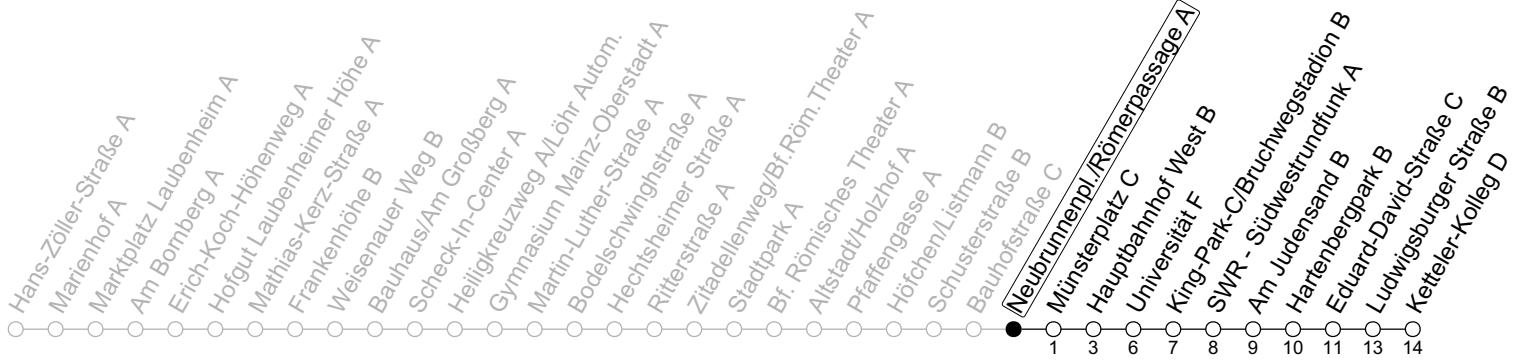 Hans-Zöller-Straße A
Marienhof A
Marktplatz Laubenheim A
Am Bornberg A
Erich-Koch-Höhenweg A
Hofgut Laubenheimer Höhe A
Mathias-Kerz-Straße A
Frankenhöhe B
Weisenauer Weg B
Bauhaus/Am Großberg A
Scheck-In-Center A
Heiligkreuzweg A/Löhr Autom.
Gymnasium Mainz-Oberstadt A
Martin-Luther-Straße A
Bodelschwinghstraße A
Hechtsheimer Straße A
Ritterstraße A
Zitadellenweg/Bf.Röm.Theater A
Stadtpark A
Bf. Römisches Theater A
Altstadt/Holzhof A
Pfaffengasse A
Höfchen/Listmann B
Schusterstraße B
Bauhofstraße C
Neubrunnenpl./Römerpassage A
Münsterplatz C
Hauptbahnhof West B
Universität F
King-Park-C/Bruchwegstadion B
SWR - Südwestrundfunk A
Am Judensand B
Hartenbergpark B
Eduard-David-Straße C
Ludwigsburger Straße B
Ketteler-Kolleg D
1 3 6 7 8 9 10 11 13 14